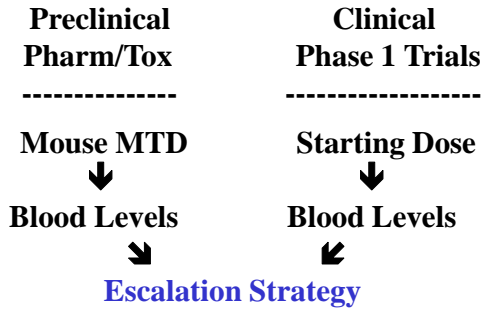 Preclinical Clinical
Pharm/Tox Phase 1 Trials
--------------- -------------------
Mouse MTD Starting Dose
🡫 🡫
Blood Levels Blood Levels
🡮 🡯
Escalation Strategy